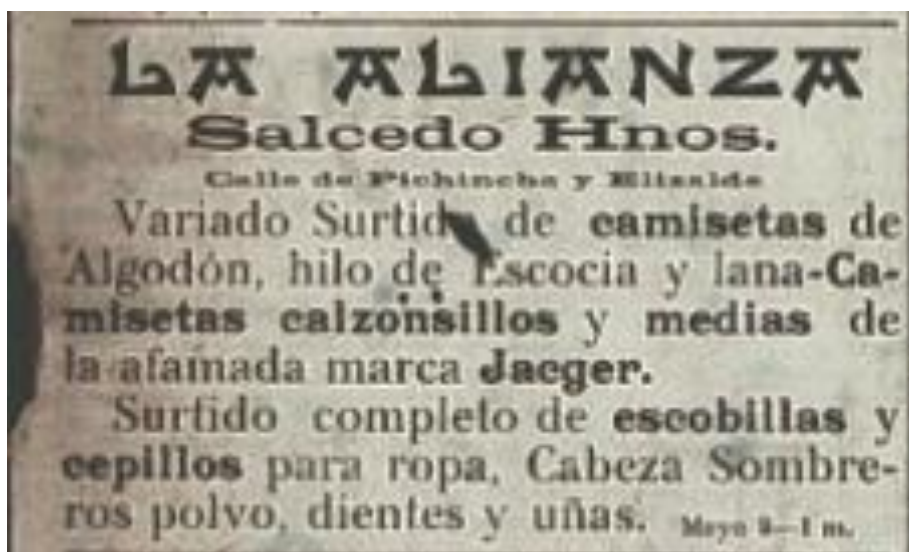 LA ALIANZA
Salcedo Hnos.
Calle de Pichincha y Elizalde
Variado Surtido de camisetas de
Algodón, hilo de Escocia y lana-Ca-
misetas calzonsillos y medias de
la afamada marca Jaeger.
Surtido completo de escobillas y
cepillos para ropa, Cabeza Sombre-
ros polvo, dientes y uñas. Mayo 9—1 m.